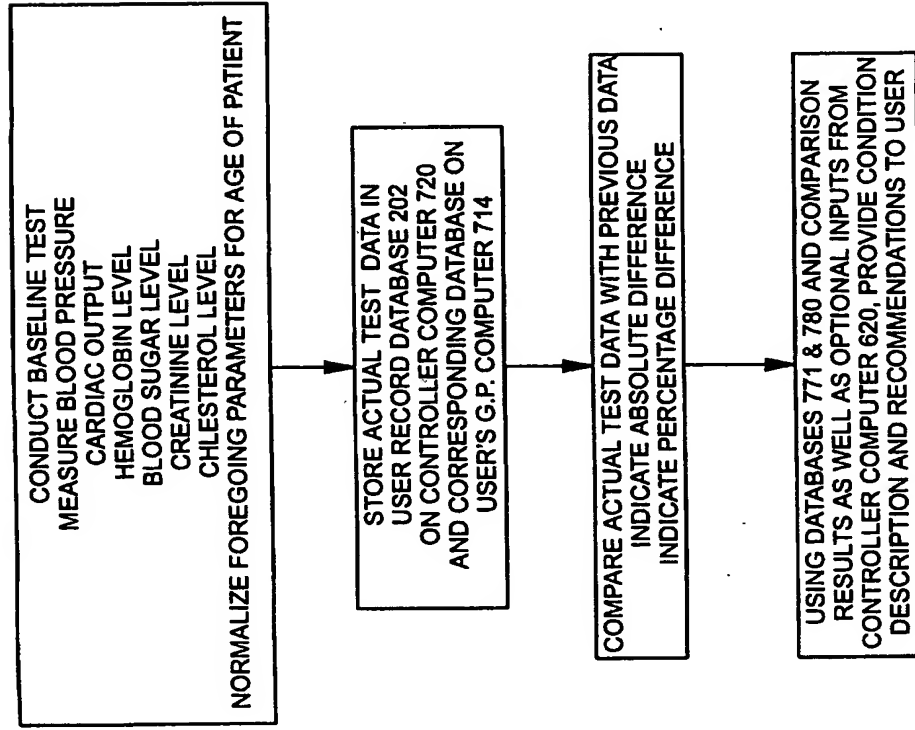 CONDUCT BASELINE TEST
MEASURE BLOOD PRESSURE
CARDIAC OUTPUT
HEMOGLOBIN LEVEL
BLOOD SUGAR LEVEL
CREATININE LEVEL
CHLESTEROL LEVEL
NORMALIZE FOREGOING PARAMETERS FOR AGE OF PATIENT
STORE ACTUAL TEST DATA IN
USER RECORD DATABASE 202
ON CONTROLLER COMPUTER 720
AND CORRESPONDING DATABASE ON
USER'S G.P. COMPUTER 714
COMPARE ACTUAL TEST DATA WITH PREVIOUS DATA
INDICATE ABSOLUTE DIFFERENCE
INDICATE PERCENTAGE DIFFERENCE
USING DATABASES 771 & 780 AND COMPARISON
RESULTS AS WELL AS OPTIONAL INPUTS FROM
CONTROLLER COMPUTER 620, PROVIDE CONDITION
DESCRIPTION AND RECOMMENDATIONS TO USER